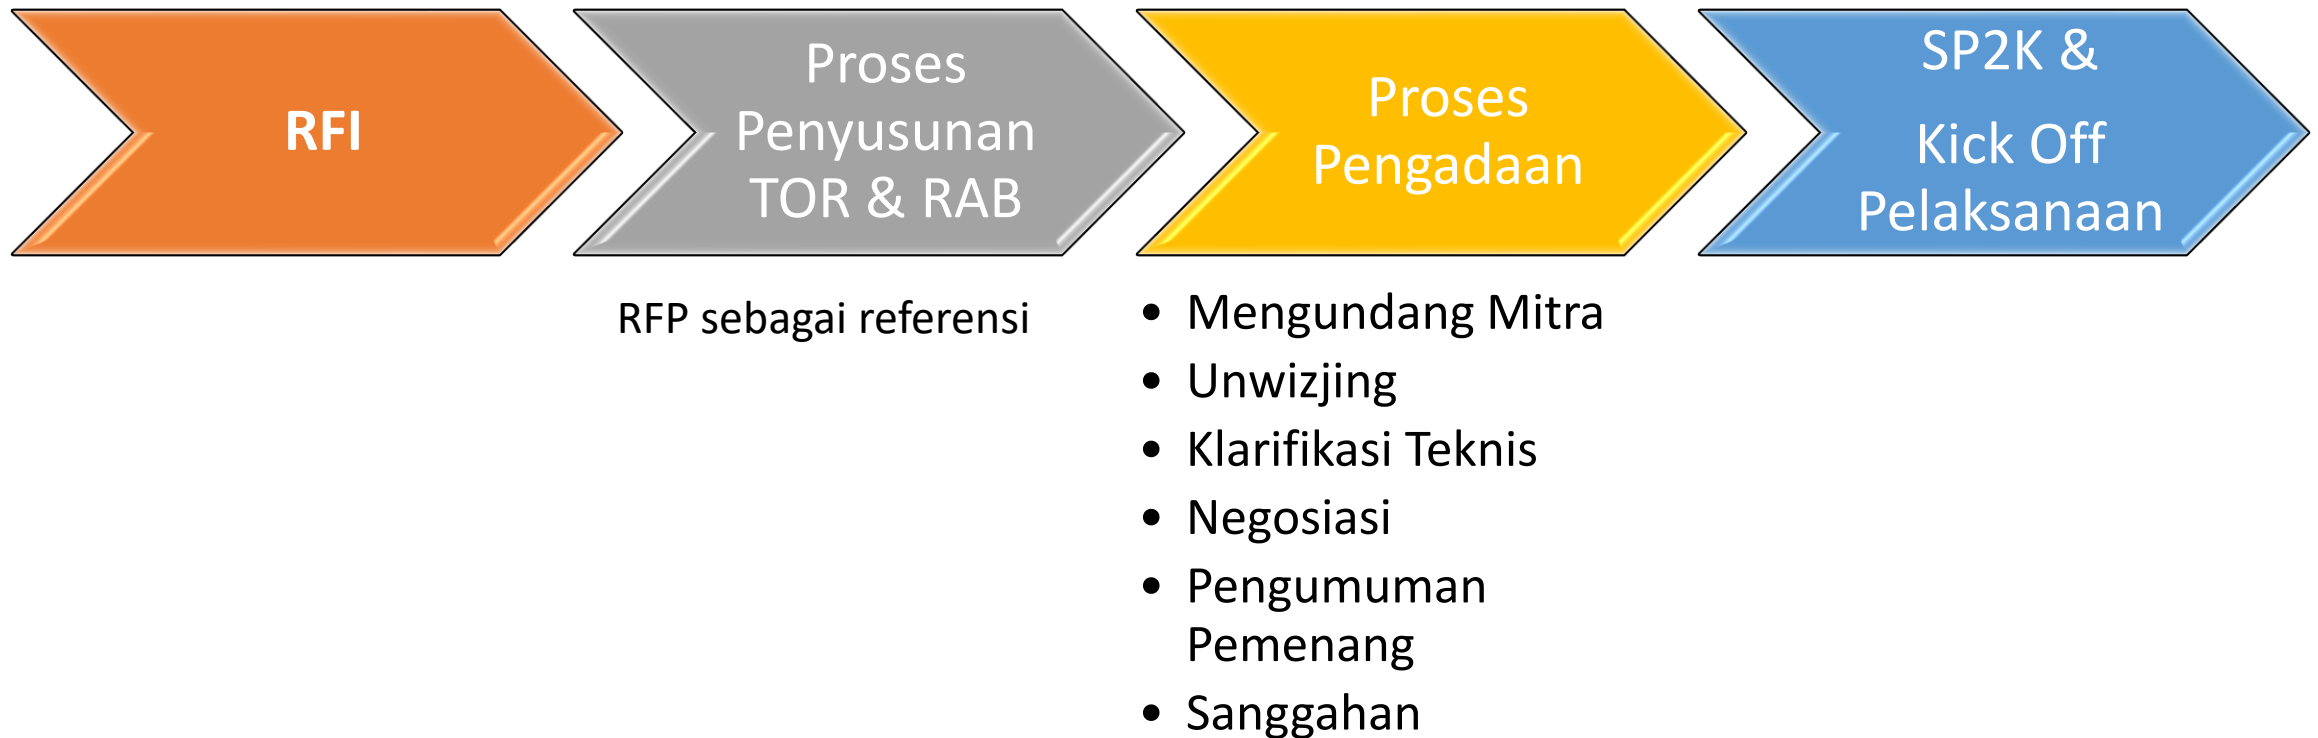 RFI
Proses
Penyusunan
TOR & RAB
RFP sebagai referensi
Proses
Pengadaan
• Mengundang Mitra
• Unwizjing
• Klarifikasi Teknis
• Negosiasi
• Pengumuman
Pemenang
• Sanggahan
SP2K &
Kick Off
Pelaksanaan